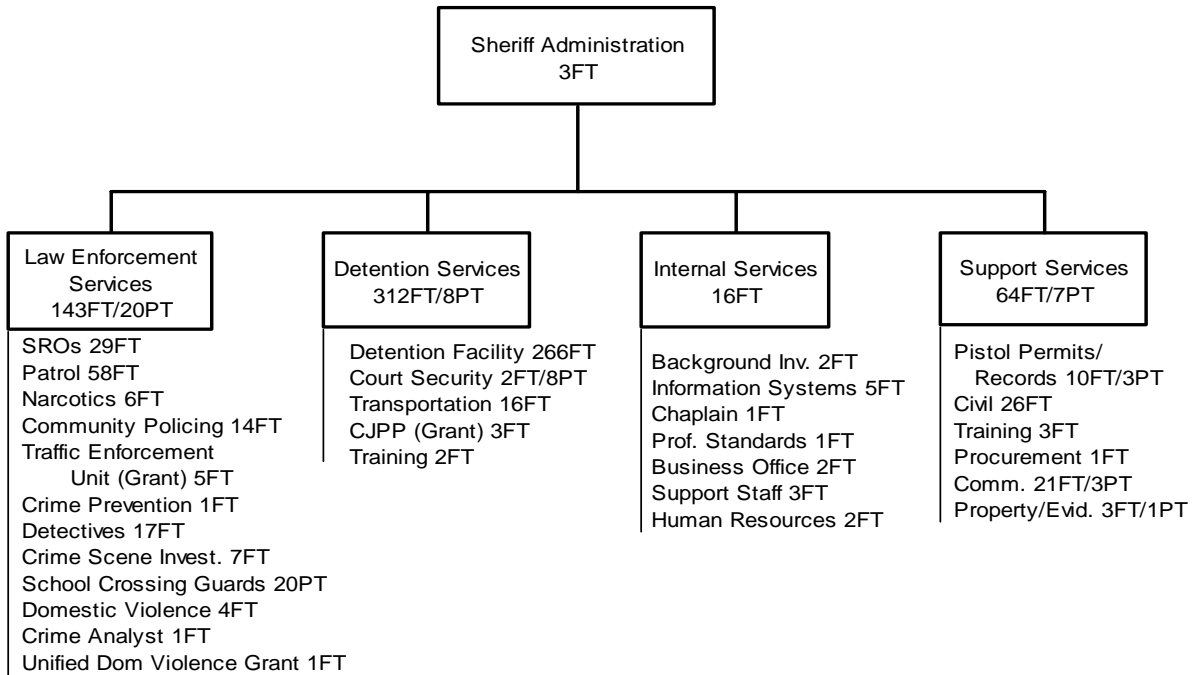 Sheriff Administration
3FT
Law Enforcement
Services
143FT/20PT
SROs 29FT
Patrol 58FT
Narcotics 6FT
Community Policing 14FT
Traffic Enforcement
Unit (Grant) 5FT
Crime Prevention 1FT
Detectives 17FT
Crime Scene Invest. 7FT
School Crossing Guards 20PT
Domestic Violence 4FT
Crime Analyst 1FT
Unified Dom Violence Grant 1FT
Detention Services
312FT/8PT
Detention Facility 266FT
Court Security 2FT/8PT
Transportation 16FT
CJPP (Grant) 3FT
Training 2FT
Internal Services
16FT
Background Inv. 2FT
Information Systems 5FT
Chaplain 1FT
Prof. Standards 1FT
Business Office 2FT
Support Staff 3FT
Human Resources 2FT
Support Services
64FT/7PT
Pistol Permits/
Records 10FT/3PT
Civil 26FT
Training 3FT
Procurement 1FT
Comm. 21FT/3PT
Property/Evid. 3FT/1PT